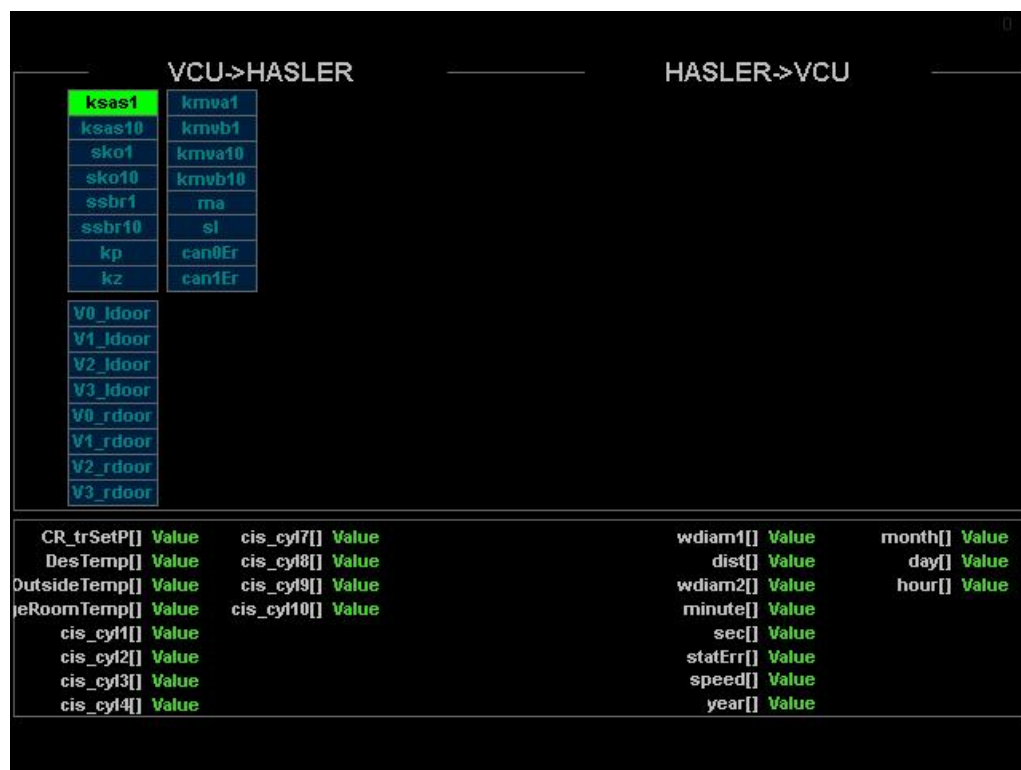 0
VCU->HASLER HASLER->VCU
ksas1 kmva1
ksas10 kmvb1
sko1 kmva10
sko10 kmvb10
ssbr1 ma
ssbr10 sl
kp can0Er
kz can1Er
V0_ldoor
V1_ldoor
V2_ldoor
V3_ldoor
V0_rdoor
V1_rdoor
V2_rdoor
V3_rdoor
CR_trSetP[] Value cis_cyl7[] Value wdiam1[] Value month[] Value
DesTemp[] Value cis_cyl8[] Value dist[] Value day[] Value
OutsideTemp[] Value cis_cyl9[] Value wdiam2[] Value hour[] Value
geRoomTemp[] Value cis_cyl10[] Value minute[] Value
cis_cyl1[] Value sec[] Value
cis_cyl2[] Value statErr[] Value
cis_cyl3[] Value speed[] Value
cis_cyl4[] Value year[] Value